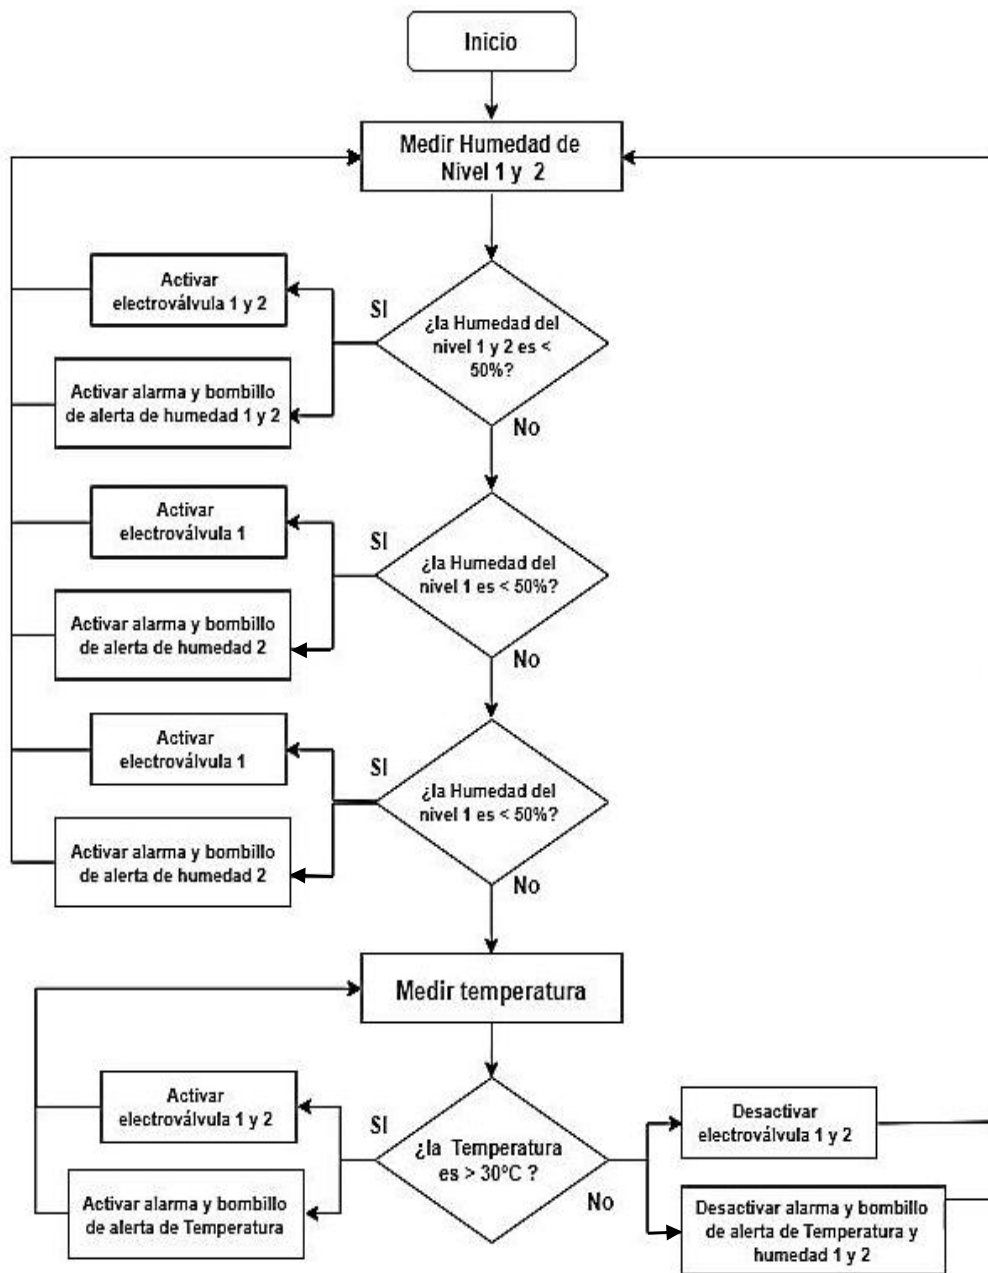 Inicio
Medir Humedad de
Nivel 1 y 2
Activar
electroválvula 1 y 2
SI
¿la Humedad del
nivel 1 y 2 es <
50%?
Activar alarma y bombillo
de alerta de humedad 1 y 2
No
Activar
electroválvula 1
SI
¿la Humedad del
nivel 1 es < 50%?
Activar alarma y bombillo
de alerta de humedad 2
No
Activar
electroválvula 1
SI
¿la Humedad del
nivel 1 es < 50%?
Activar alarma y bombillo
de alerta de humedad 2
No
Medir temperatura
Activar
electroválvula 1 y 2
SI
¿la Temperatura
es > 30ºC ?
Desactivar
electroválvula 1 y 2
Activar alarma y bombillo
de alerta de Temperatura
No
Desactivar alarma y bombillo
de alerta de Temperatura y
humedad 1 y 2